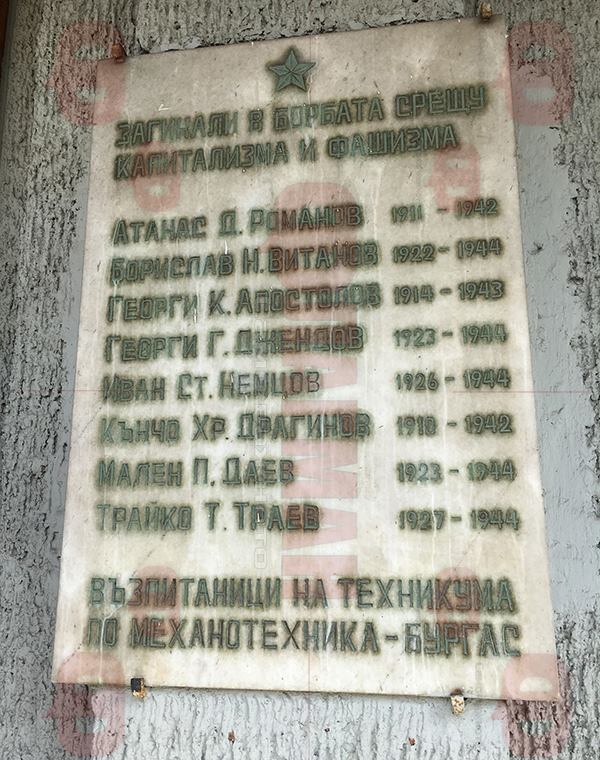 ЗАГИНАЛИ В БОРБАТА СРЕЩУ
КАПИТАЛИЗМА И ФАШИЗМА
АТАНАС Д. РОМАНОВ 1911 - 1942
БОРИСЛАВ Н. ВИТАНОВ 1922 - 1944
ГЕОРГИ К. АПОСТОЛОВ 1914 - 1943
ГЕОРГИ Г. ДЖЕНДОВ 1923 - 1944
ИВАН СТ. НЕМЦОВ 1926 - 1944
КЪНЧО ХР. ДРАГИНОВ 1910 - 1942
МАЛЕН П. ДАЕВ 1923 - 1944
ТРАЙКО Т. ТРАЕВ 1927 - 1944
ВЪЗПИТАНИЦИ НА ТЕХНИКУМА
ПО МЕХАНОТЕХНИКА - БУРГАС